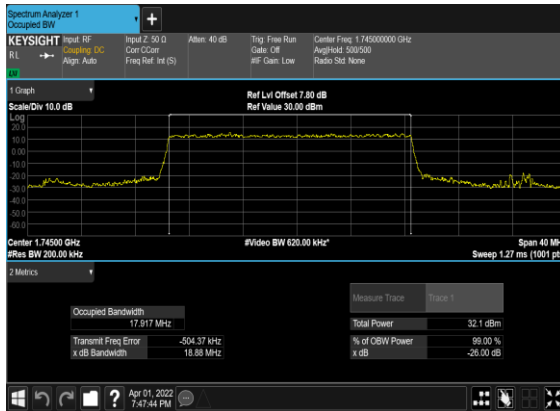 Spectrum Analyzer 1
Occupied BW
+
KEYSIGHT Input: RF Input Z: 50 Ω Atten: 40 dB Trig: Free Run Center Freq: 1.745000000 GHz
RL Coupling: DC Corr CCorr Gate: Off Avg|Hold: 500/500
Align: Auto Freq Ref: Int (S) #IF Gain: Low Radio Std: None
LXI
1 Graph
Ref Lvl Offset 7.80 dB
Scale/Div 10.0 dB Ref Value 30.00 dBm
Log
20.0
10.0
0.00
-10.0
-20.0
-30.0
-40.0
-50.0
-60.0
Center 1.74500 GHz #Video BW 620.00 kHz* Span 40 MH
#Res BW 200.00 kHz Sweep 1.27 ms (1001 pt
2 Metrics
Measure Trace Trace 1
Occupied Bandwidth
17.917 MHz Total Power 32.1 dBm
Transmit Freq Error -504.37 kHz % of OBW Power 99.00 %
x dB Bandwidth 18.88 MHz x dB -26.00 dB
? Apr 01, 2022
7:47:44 PM